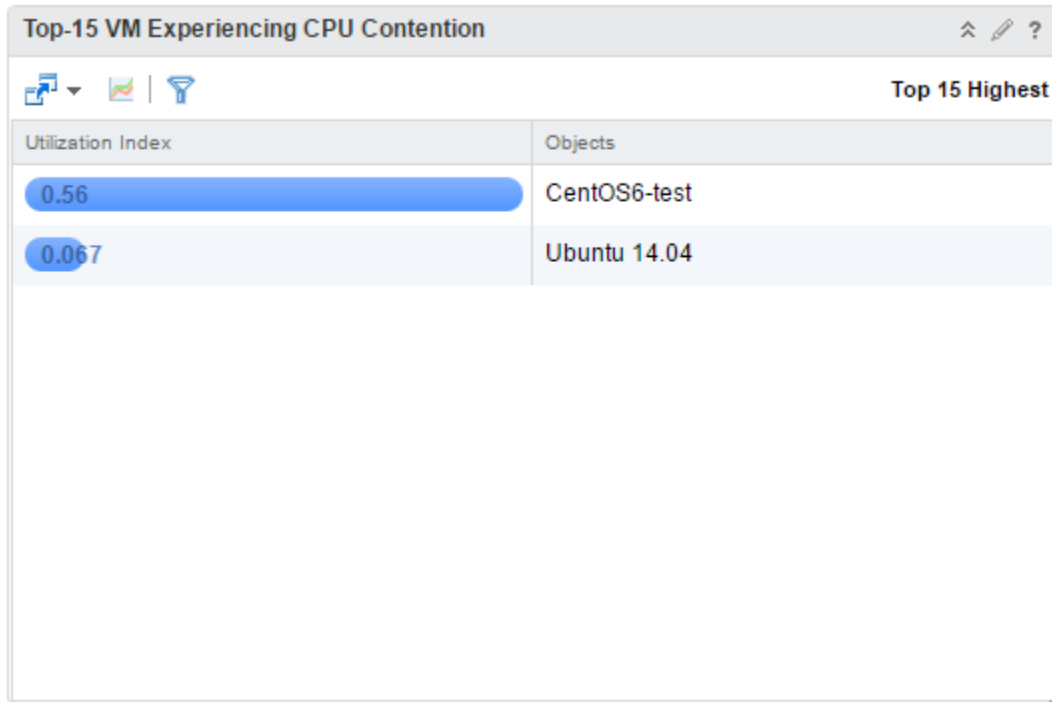 Top-15 VM Experiencing CPU Contention ?
Top 15 Highest
Utilization Index Objects
0.56 CentOS6-test
0.067 Ubuntu 14.04